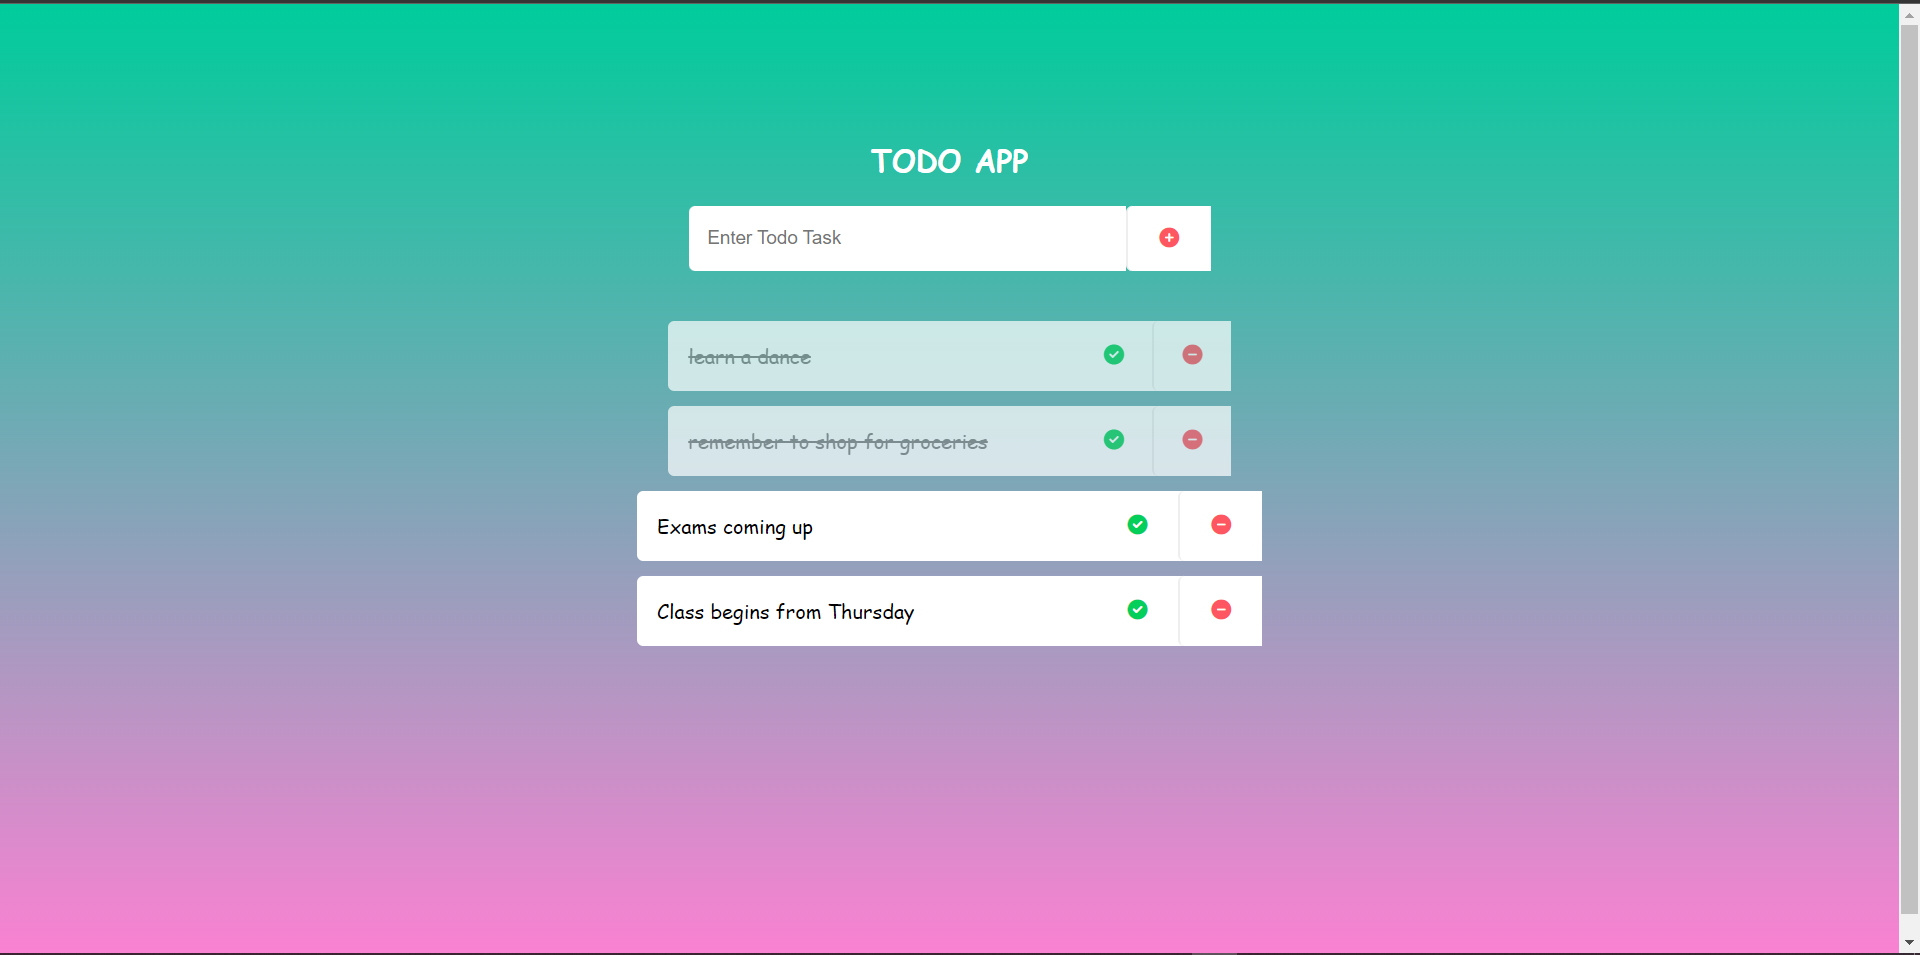 TODO APP
Enter Todo Task
learn a dance
remember to shop for groceries
Exams coming up
Class begins from Thursday